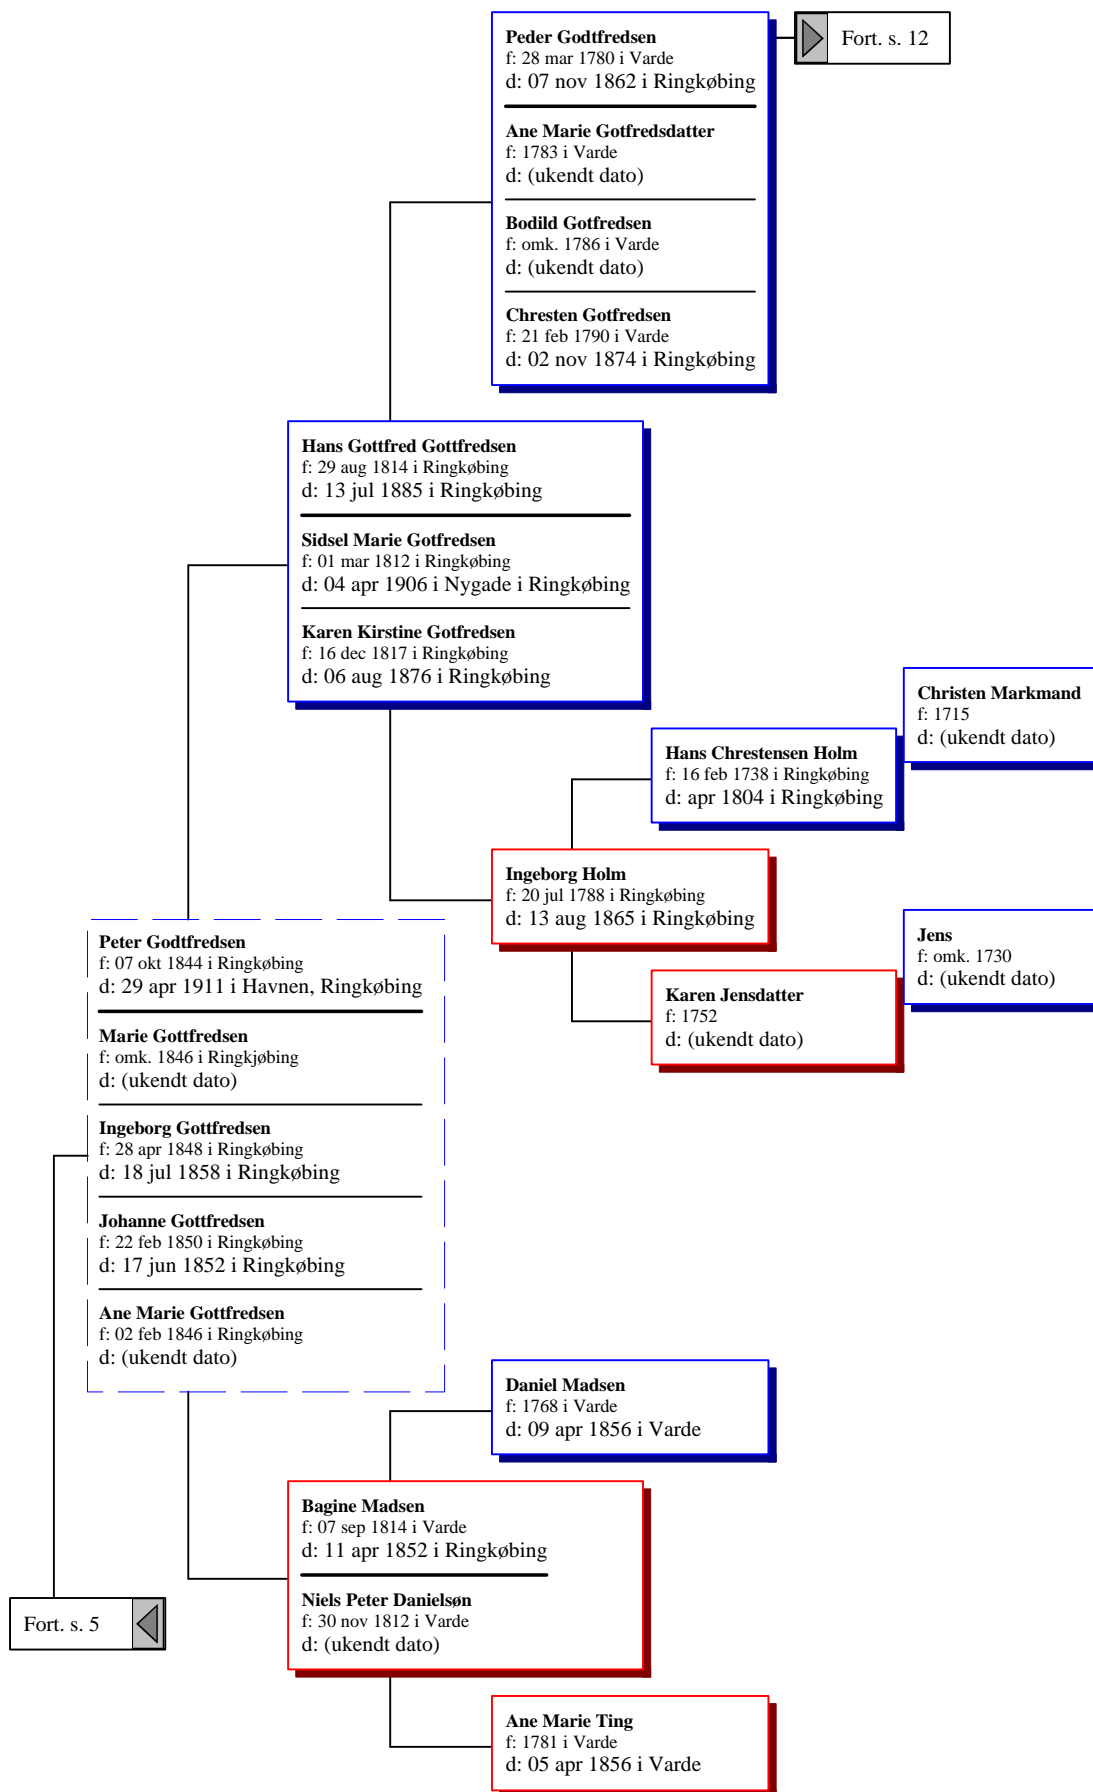 Peder Godtfredsen
f: 28 mar 1780 i Varde
d: 07 nov 1862 i Ringkøbing
Fort. s. 12
Ane Marie Gotfredsdatter
f: 1783 i Varde
d: (ukendt dato)
Bodild Gotfredsen
f: omk. 1786 i Varde
d: (ukendt dato)
Chresten Gotfredsen
f: 21 feb 1790 i Varde
d: 02 nov 1874 i Ringkøbing
Hans Gottfred Gottfredsen
f: 29 aug 1814 i Ringkøbing
d: 13 jul 1885 i Ringkøbing
Sidsel Marie Gotfredsen
f: 01 mar 1812 i Ringkøbing
d: 04 apr 1906 i Nygade i Ringkøbing
Karen Kirstine Gotfredsen
f: 16 dec 1817 i Ringkøbing
d: 06 aug 1876 i Ringkøbing
Christen Markmand
f: 1715
d: (ukendt dato)
Hans Chrestensen Holm
f: 16 feb 1738 i Ringkøbing
d: apr 1804 i Ringkøbing
Ingeborg Holm
f: 20 jul 1788 i Ringkøbing
d: 13 aug 1865 i Ringkøbing
Jens
f: omk. 1730
d: (ukendt dato)
Karen Jensdatter
f: 1752
d: (ukendt dato)
Peter Godtfredsen
f: 07 okt 1844 i Ringkøbing
d: 29 apr 1911 i Havnen, Ringkøbing
Marie Gottfredsen
f: omk. 1846 i Ringkjøbing
d: (ukendt dato)
Ingeborg Gottfredsen
f: 28 apr 1848 i Ringkøbing
d: 18 jul 1858 i Ringkøbing
Johanne Gottfredsen
f: 22 feb 1850 i Ringkøbing
d: 17 jun 1852 i Ringkøbing
Ane Marie Gottfredsen
f: 02 feb 1846 i Ringkøbing
d: (ukendt dato)
Daniel Madsen
f: 1768 i Varde
d: 09 apr 1856 i Varde
Bagine Madsen
f: 07 sep 1814 i Varde
d: 11 apr 1852 i Ringkøbing
Niels Peter Danielsøn
f: 30 nov 1812 i Varde
d: (ukendt dato)
Fort. s. 5
Ane Marie Ting
f: 1781 i Varde
d: 05 apr 1856 i Varde